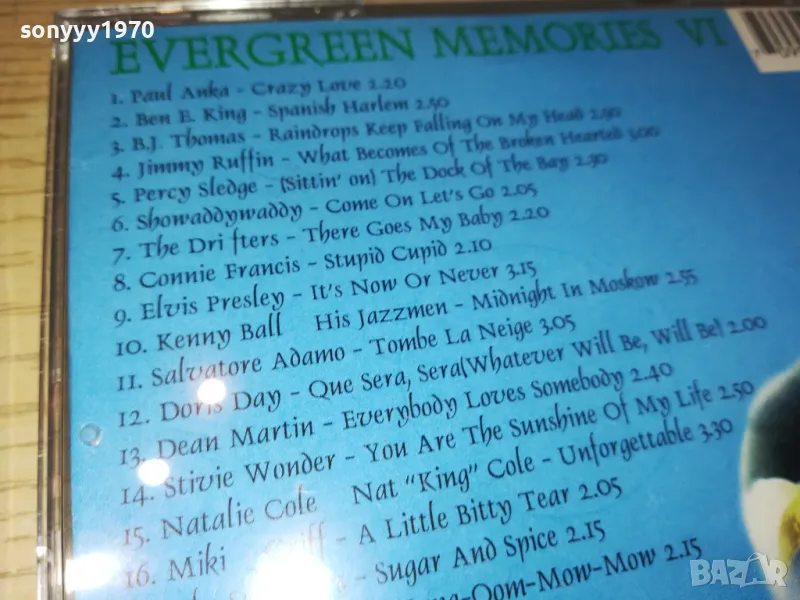 sonyyy1970
EVERGREEN MEMORIES VI
1. Paul Anka - Crazy Love 2.20
2. Ben E. King - Spanish Harlem 2.50
3. B.J. Thomas - Raindrops Keep Falling On My Head 2.50
4. Jimmy Ruffin - What Becomes Of The Broken Hearted 3.00
5. Percy Sledge - (Sittin' on) The Dock Of The Bay 2.50
6. Showaddywaddy - Come On Let's Go 2.05
7. The Dri fters - There Goes My Baby 2.20
8. Connie Francis - Stupid Cupid 2.10
9. Elvis Presley - It's Now Or Never 3.15
10. Kenny Ball His Jazzmen - Midnight In Moskow 2.55
11. Salvatore Adamo - Tombe La Neige 3.05
12. Doris Day - Que Sera, Sera(Whatever Will Be, Will Be) 2.00
13. Dean Martin - Everybody Loves Somebody 2.40
14. Stivie Wonder - You Are The Sunshine Of My Life 2.50
15. Natalie Cole Nat "King" Cole - Unforgettable 3.30
16. Miki - A Little Bitty Tear 2.05
- Sugar And Spice 2.15
-Oom-Mow-Mow 2.15
BAZAR